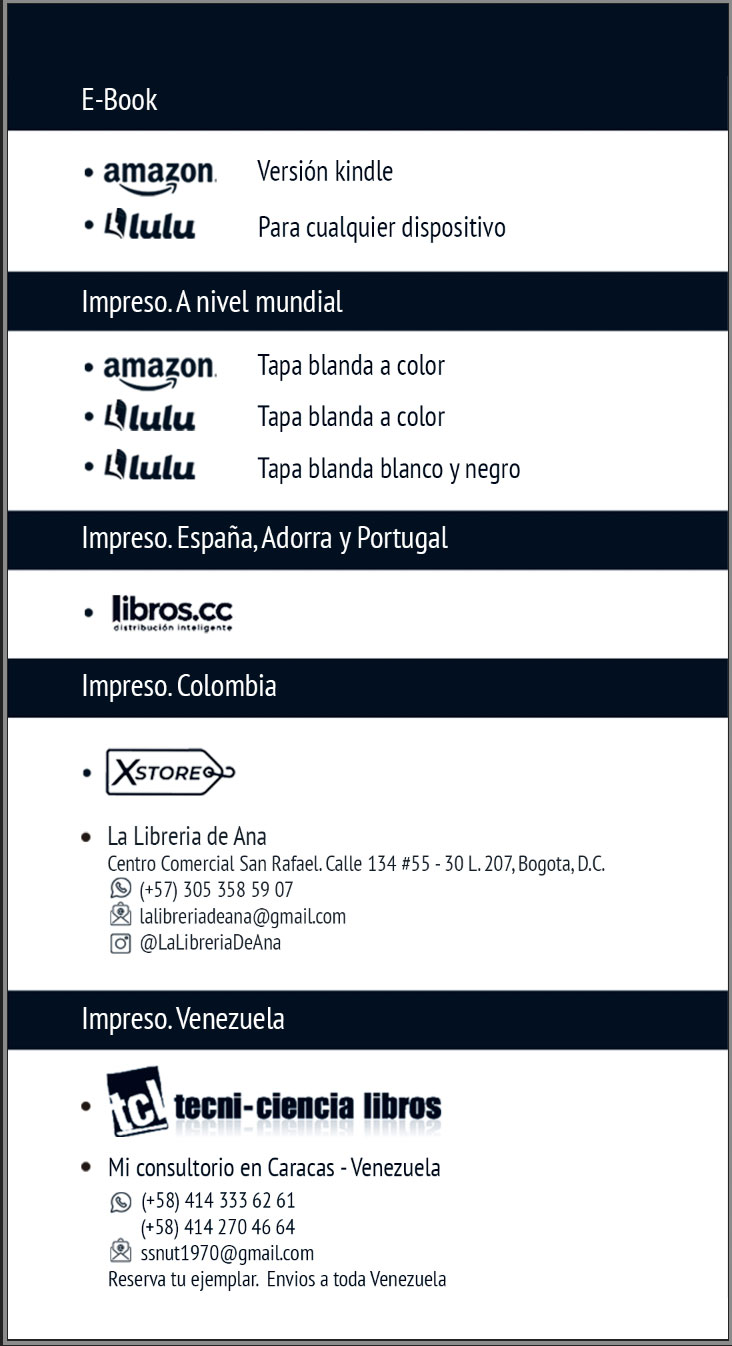 E-Book
• amazon Versión kindle
• lulu Para cualquier dispositivo
Impreso. A nivel mundial
• amazon Tapa blanda a color
• lulu Tapa blanda a color
• lulu Tapa blanda blanco y negro
Impreso. España, Adorra y Portugal
• libros.cc
distribución inteligente
Impreso. Colombia
• XSTORE
• La Libreria de Ana
Centro Comercial San Rafael. Calle 134 #55 - 30 L. 207, Bogota, D.C.
(+57) 305 358 59 07
lalibreriadeana@gmail.com
@LaLibreriaDeAna
Impreso. Venezuela
• tcl tecni-ciencia libros
• Mi consultorio en Caracas - Venezuela
(+58) 414 333 62 61
(+58) 414 270 46 64
ssnut1970@gmail.com
Reserva tu ejemplar. Envios a toda Venezuela